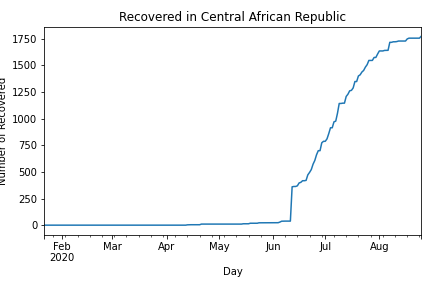 Recovered in Central African Republic
Number of Recovered
1750
1500
1250
1000
750
500
250
0
Feb
2020
Mar
Apr
May
Jun
Jul
Aug
Day